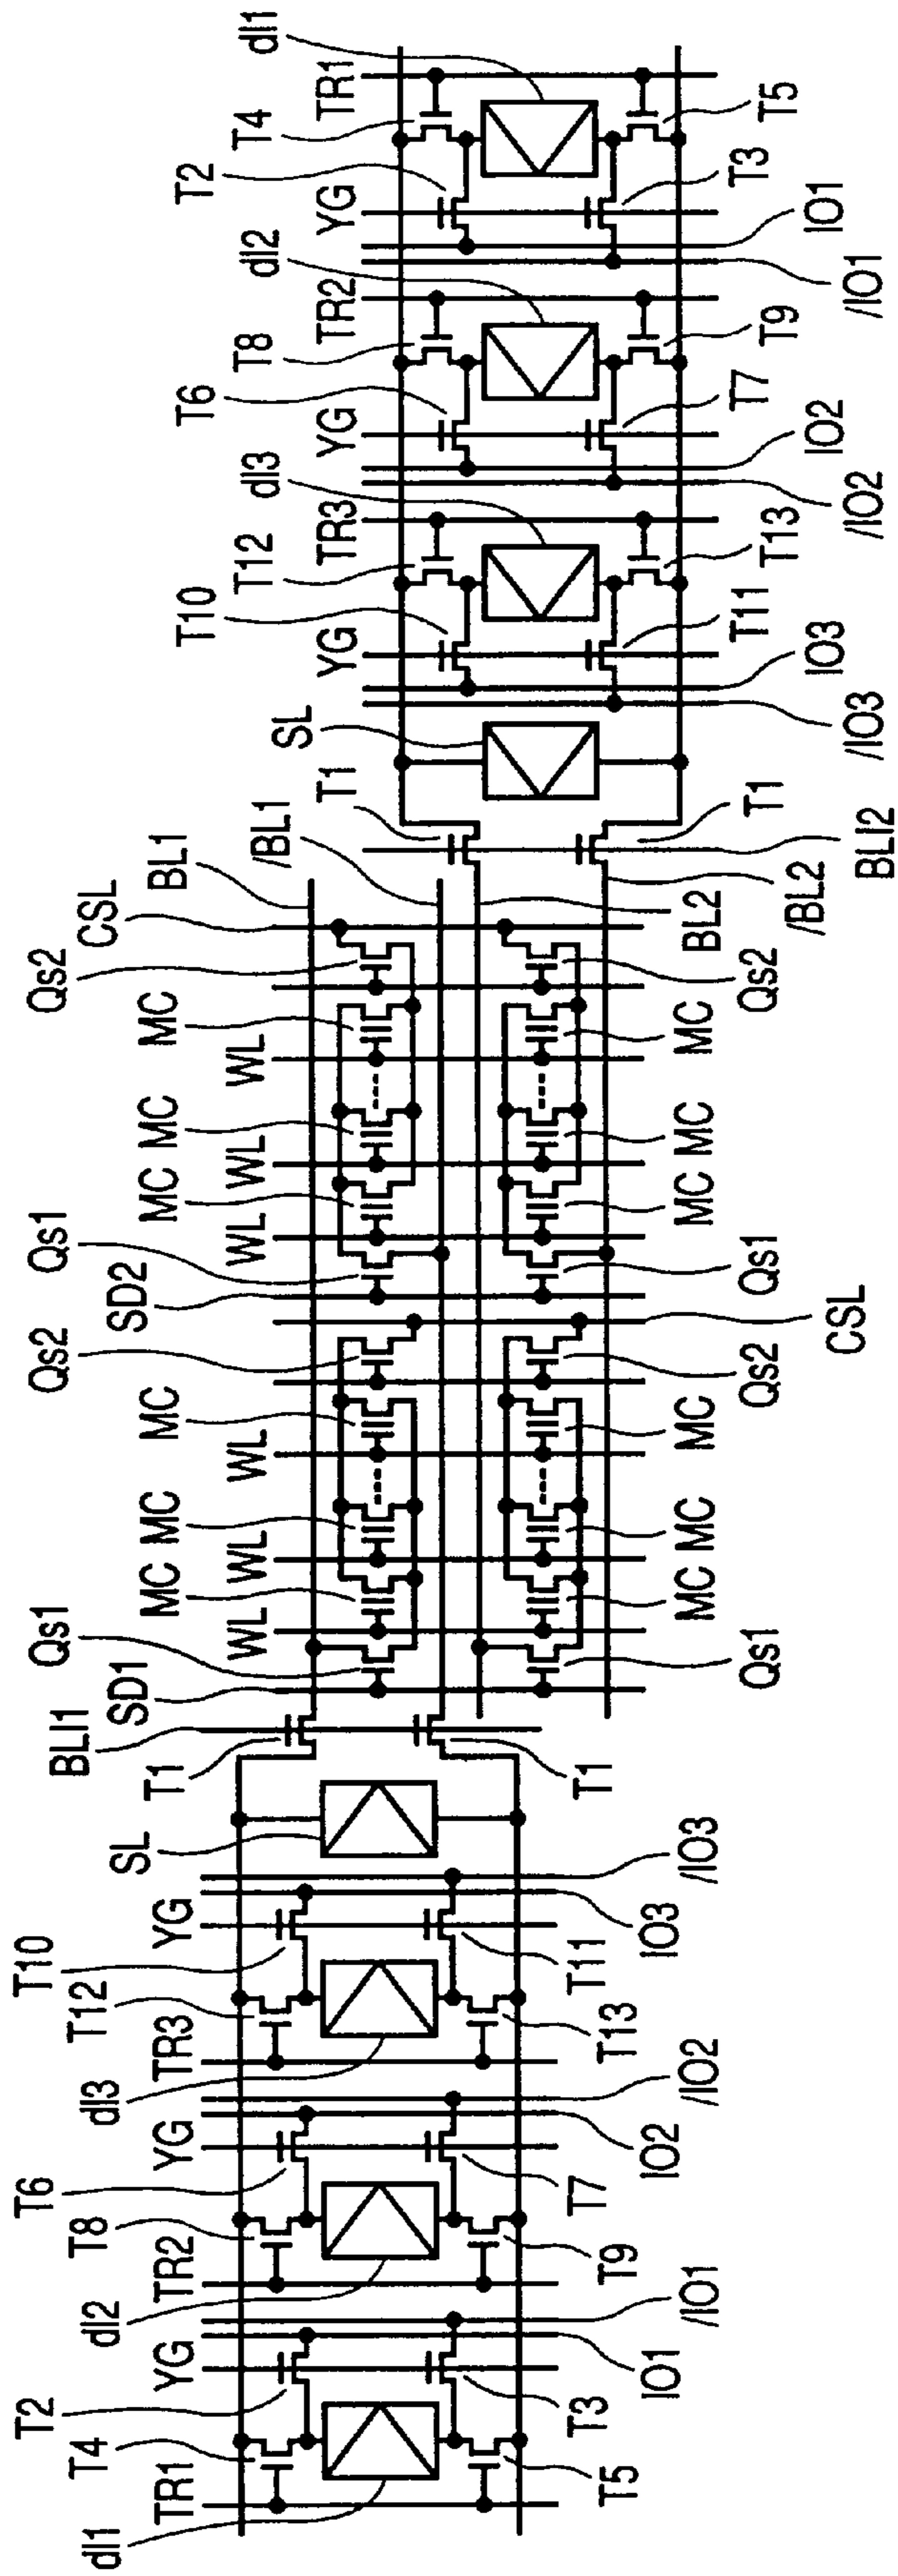 T2 T6 T10 Qs1 Qs2 Qs1 Qs2
T4 T8 T12 BLI1 SD1 SD2 CSL
dl1 dl2 dl3 SL MC MC MC MC MC MC BL1
TR1 YG TR2 YG TR3 YG T1 WL WL WL WL WL WL /BL1
T10 T6 T2
T12 T8 T4
SL dl3 dl2 dl1
T1 YG TR3 YG TR2 YG TR1
T5 T3 IO1 /IO1 T9 T7 IO2 /IO2 T13 T11 IO3 /IO3 T1
Qs1 MC MC MC Qs2 CSL Qs1 MC MC MC Qs2 BL2 /BL2 BLI2
T1 T11 T13 T7 T9 T3 T5
/IO3 IO3 /IO2 IO2 /IO1 IO1